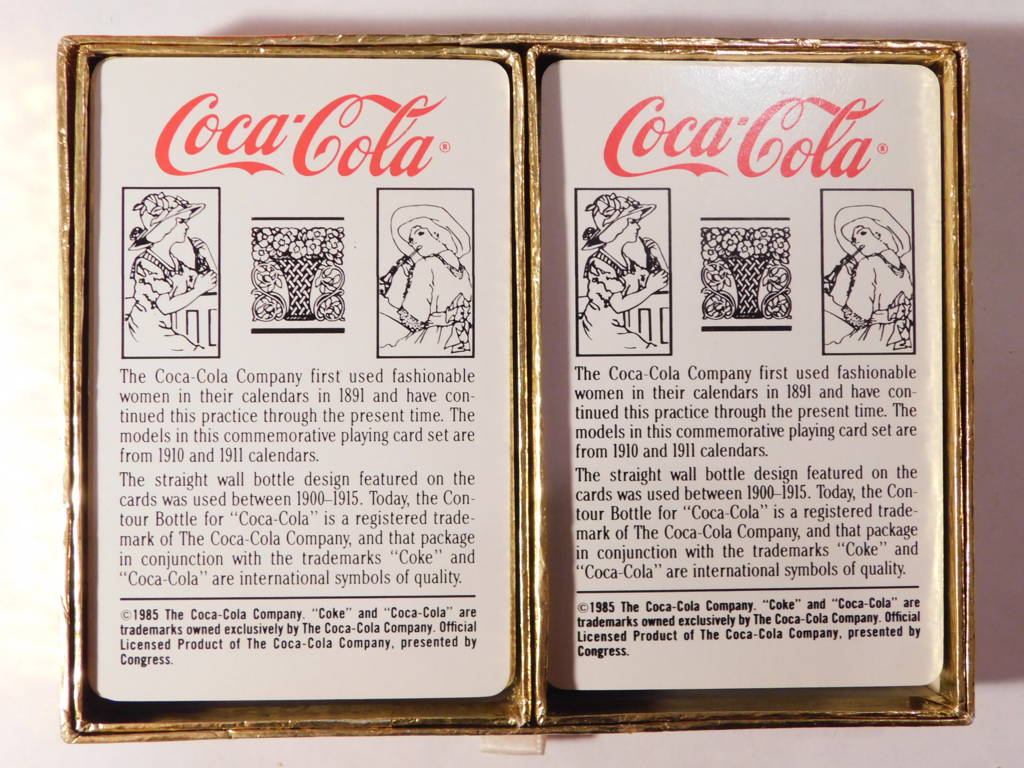 Coca-Cola®
The Coca-Cola Company first used fashionable
women in their calendars in 1891 and have con-
tinued this practice through the present time. The
models in this commemorative playing card set are
from 1910 and 1911 calendars.
The straight wall bottle design featured on the
cards was used between 1900–1915. Today, the Con-
tour Bottle for “Coca-Cola” is a registered trade-
mark of The Coca-Cola Company, and that package
in conjunction with the trademarks “Coke” and
“Coca-Cola” are international symbols of quality.
©1985 The Coca-Cola Company. “Coke” and “Coca-Cola” are
trademarks owned exclusively by The Coca-Cola Company. Official
Licensed Product of The Coca-Cola Company, presented by
Congress.
Coca-Cola®
The Coca-Cola Company first used fashionable
women in their calendars in 1891 and have con-
tinued this practice through the present time. The
models in this commemorative playing card set are
from 1910 and 1911 calendars.
The straight wall bottle design featured on the
cards was used between 1900–1915. Today, the Con-
tour Bottle for “Coca-Cola” is a registered trade-
mark of The Coca-Cola Company, and that package
in conjunction with the trademarks “Coke” and
“Coca-Cola” are international symbols of quality.
©1985 The Coca-Cola Company. “Coke” and “Coca-Cola” are
trademarks owned exclusively by The Coca-Cola Company. Official
Licensed Product of The Coca-Cola Company, presented by
Congress.